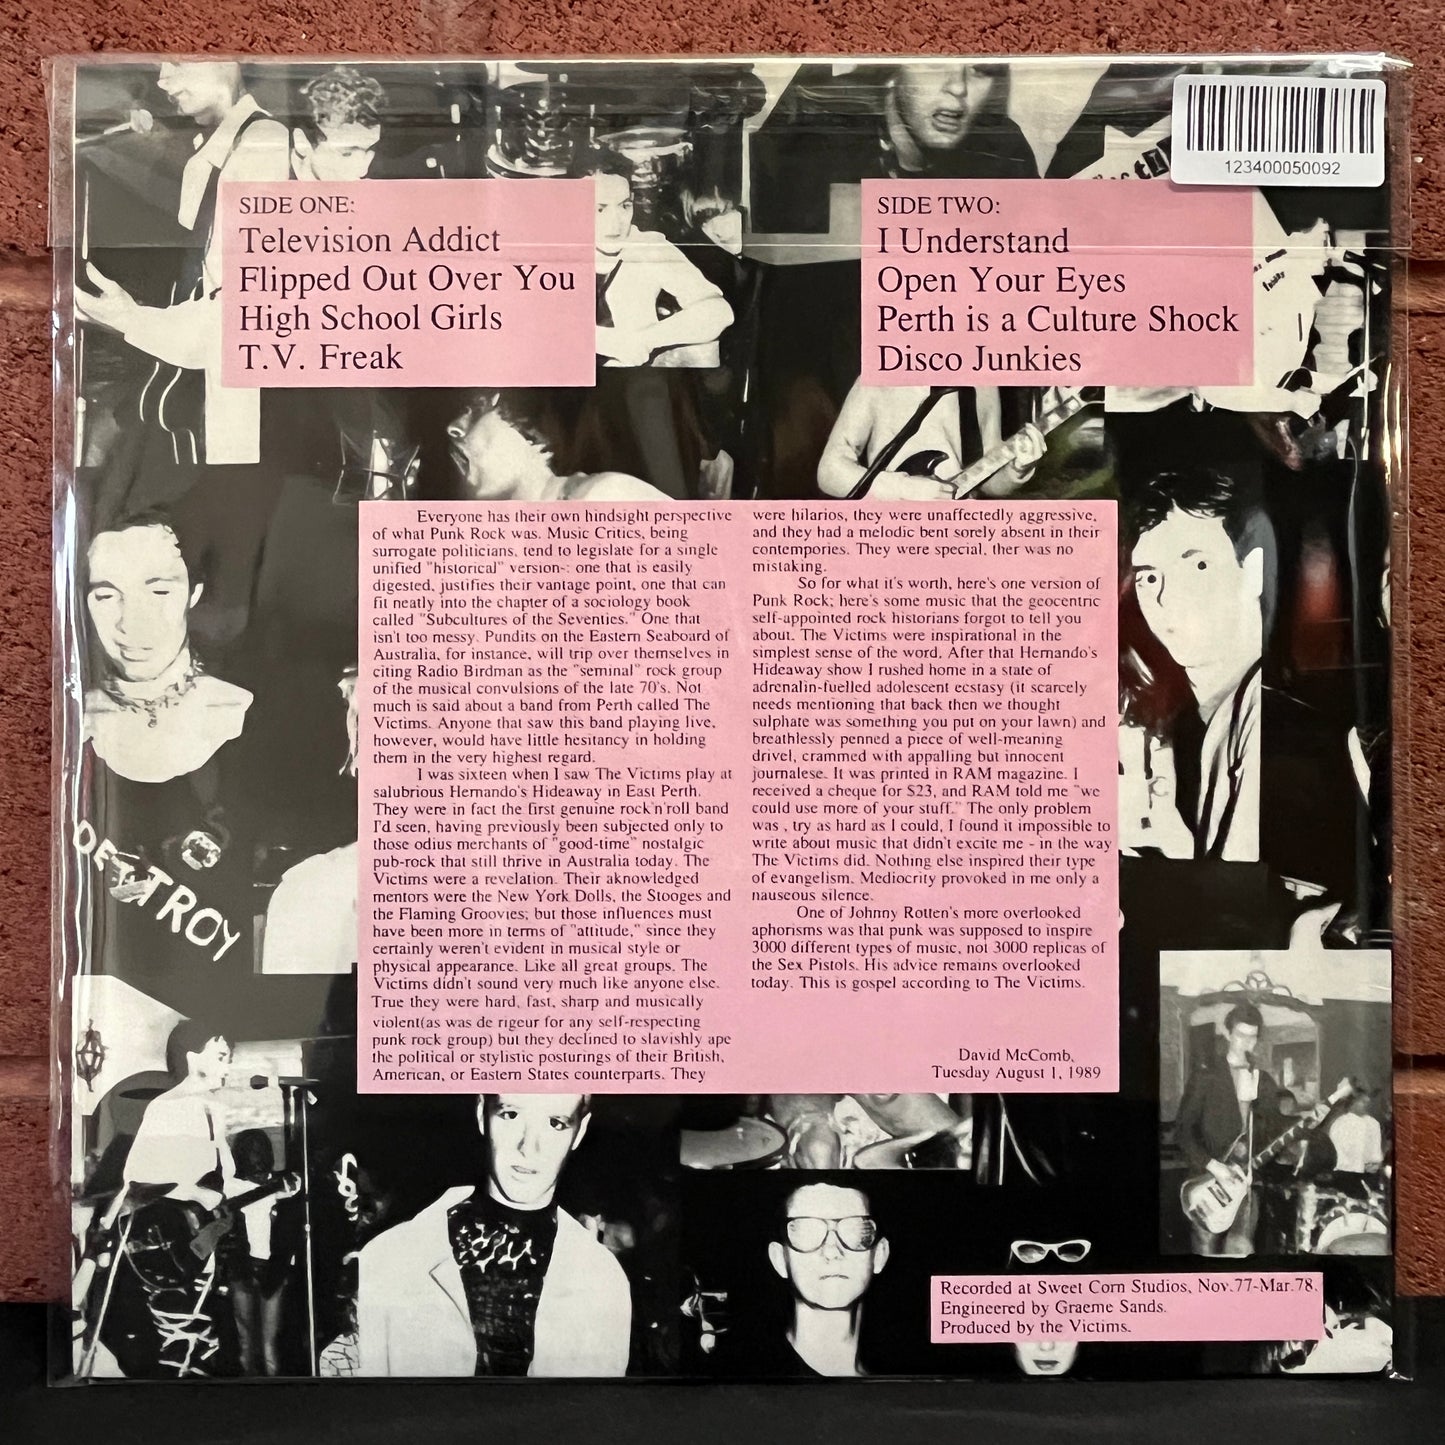 123400050092
SIDE ONE:
Television Addict
Flipped Out Over You
High School Girls
T.V. Freak
SIDE TWO:
I Understand
Open Your Eyes
Perth is a Culture Shock
Disco Junkies
Everyone has their own hindsight perspective
of what Punk Rock was. Music Critics, being
surrogate politicians, tend to legislate for a single
unified "historical" version-: one that is easily
digested, justifies their vantage point, one that can
fit neatly into the chapter of a sociology book
called "Subcultures of the Seventies." One that
isn't too messy. Pundits on the Eastern Seaboard of
Australia, for instance, will trip over themselves in
citing Radio Birdman as the "seminal" rock group
of the musical convulsions of the late 70's. Not
much is said about a band from Perth called The
Victims. Anyone that saw this band playing live,
however, would have little hesitancy in holding
them in the very highest regard.
I was sixteen when I saw The Victims play at
salubrious Hernando's Hideaway in East Perth.
They were in fact the first genuine rock'n'roll band
I'd seen, having previously been subjected only to
those odius merchants of "good-time" nostalgic
pub-rock that still thrive in Australia today. The
Victims were a revelation. Their aknowledged
mentors were the New York Dolls, the Stooges and
the Flaming Groovies; but those influences must
have been more in terms of "attitude," since they
certainly weren't evident in musical style or
physical appearance. Like all great groups, The
Victims didn't sound very much like anyone else.
True they were hard, fast, sharp and musically
violent(as was de rigeur for any self-respecting
punk rock group) but they declined to slavishly ape
the political or stylistic posturings of their British,
American, or Eastern States counterparts. They
were hilarios, they were unaffectedly aggressive,
and they had a melodic bent sorely absent in their
contempories. They were special, ther was no
mistaking.
So for what it's worth, here's one version of
Punk Rock; here's some music that the geocentric
self-appointed rock historians forgot to tell you
about. The Victims were inspirational in the
simplest sense of the word. After that Hernando's
Hideaway show I rushed home in a state of
adrenalin-fuelled adolescent ecstasy (it scarcely
needs mentioning that back then we thought
sulphate was something you put on your lawn) and
breathlessly penned a piece of well-meaning
drivel, crammed with appalling but innocent
journalese. It was printed in RAM magazine. I
received a cheque for $23, and RAM told me "we
could use more of your stuff." The only problem
was , try as hard as I could, I found it impossible to
write about music that didn't excite me - in the way
The Victims did. Nothing else inspired their type
of evangelism. Mediocrity provoked in me only a
nauseous silence.
One of Johnny Rotten's more overlooked
aphorisms was that punk was supposed to inspire
3000 different types of music, not 3000 replicas of
the Sex Pistols. His advice remains overlooked
today. This is gospel according to The Victims.
David McComb,
Tuesday August 1, 1989
DESTROY
Recorded at Sweet Corn Studios, Nov.77-Mar.78.
Engineered by Graeme Sands.
Produced by the Victims.